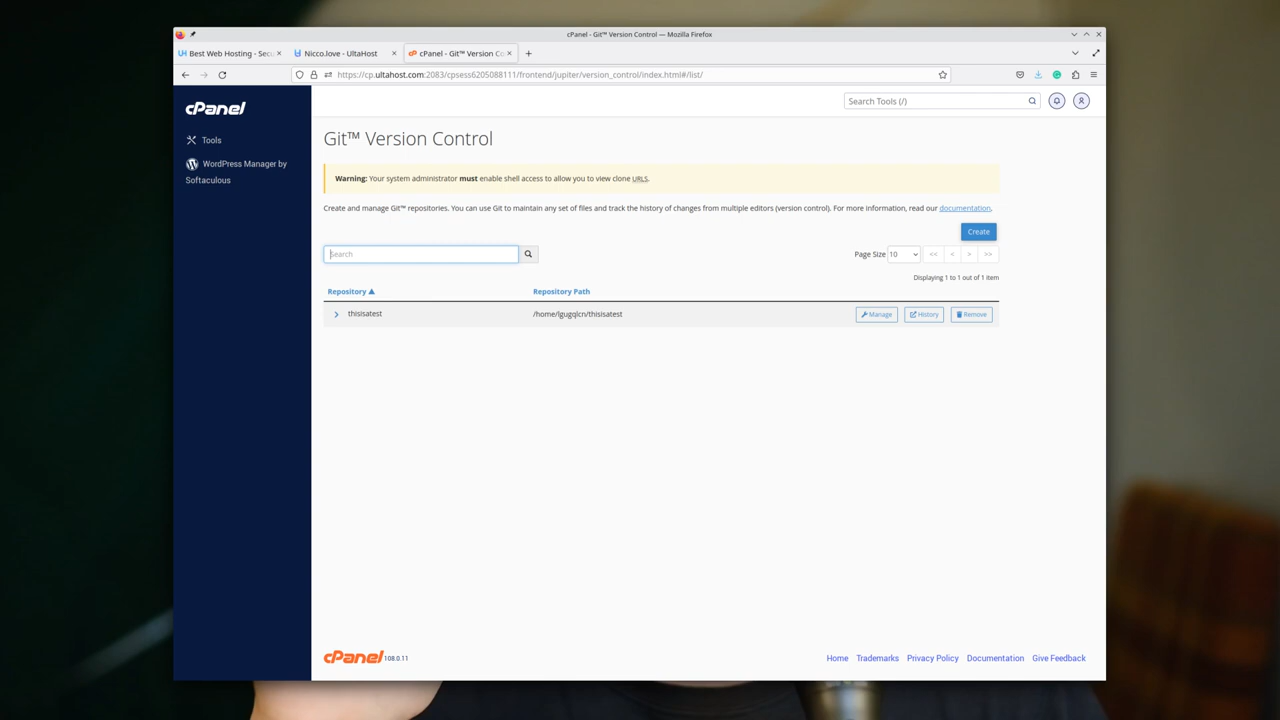 cPanel - Git™ Version Control — Mozilla Firefox
Best Web Hosting - Sec
Nicco.love - UltaHost
cPanel - Git™ Version Co
https://cp.ultahost.com:2083/cpsess6205088111/frontend/jupiter/version_control/index.html#/list/
cPanel
Search Tools (/)
Tools
WordPress Manager by
Softaculous
Git™ Version Control
Warning: Your system administrator must enable shell access to allow you to view clone URLS.
Create and manage Git™ repositories. You can use Git to maintain any set of files and track the history of changes from multiple editors (version control). For more information, read our documentation.
Create
Search
Page Size 10 << < > >>
Displaying 1 to 1 out of 1 item
Repository ▲ Repository Path
thisisatest /home/lgugqlcn/thisisatest Manage History Remove
cPanel 108.0.11 Home Trademarks Privacy Policy Documentation Give Feedback